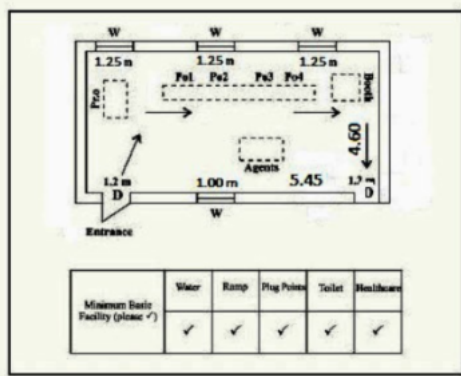 W W W
1.25 m 1.25 m 1.25 m
Po1 Po2 Po3 Po4
Pr.o
Booth
4.60
Agents
1.2 m 1.00 m 5.45
D D
W
Entrance
Water Ramp Plug Points Toilet Healthcare
Minimum Basic
Facility (please ✓)
✓ ✓ ✓ ✓ ✓